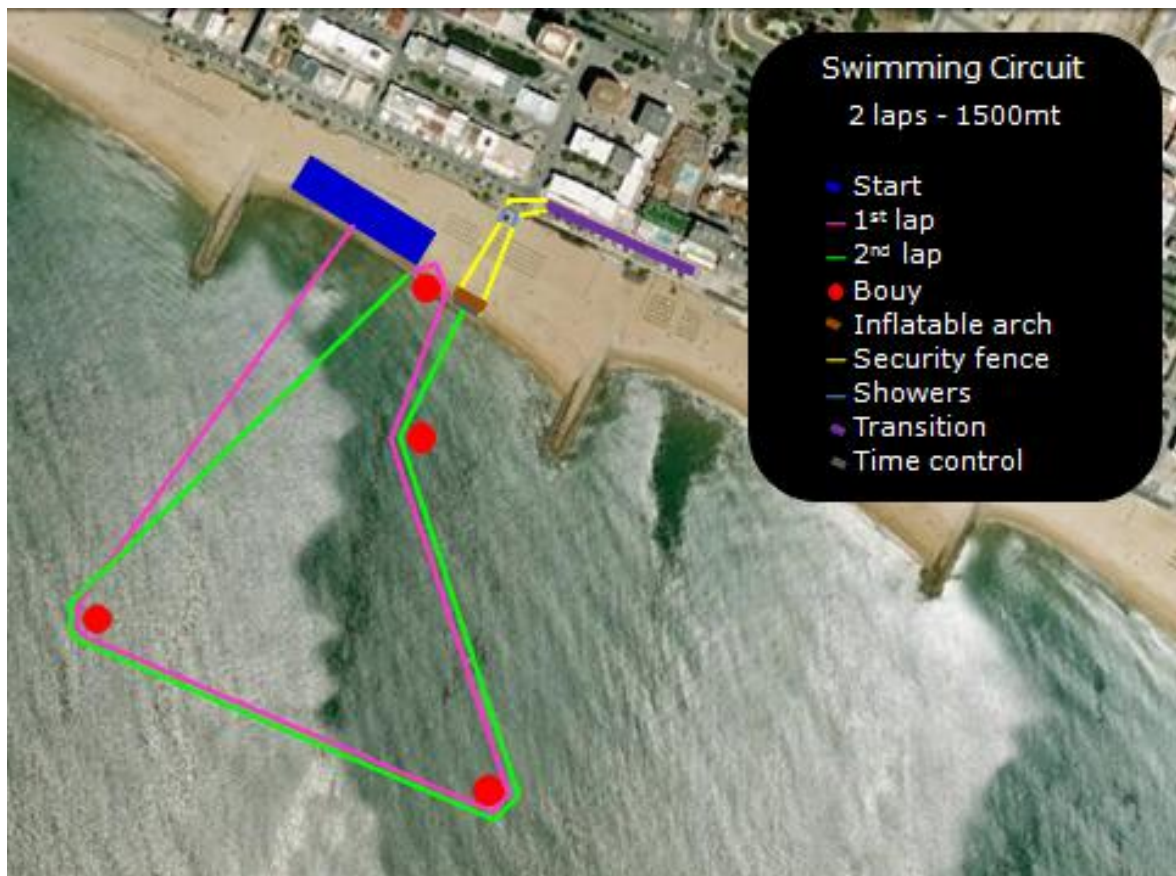 Swimming Circuit
2 laps - 1500mt
Start
1st lap
2nd lap
Bouy
Inflatable arch
Security fence
Showers
Transition
Time control